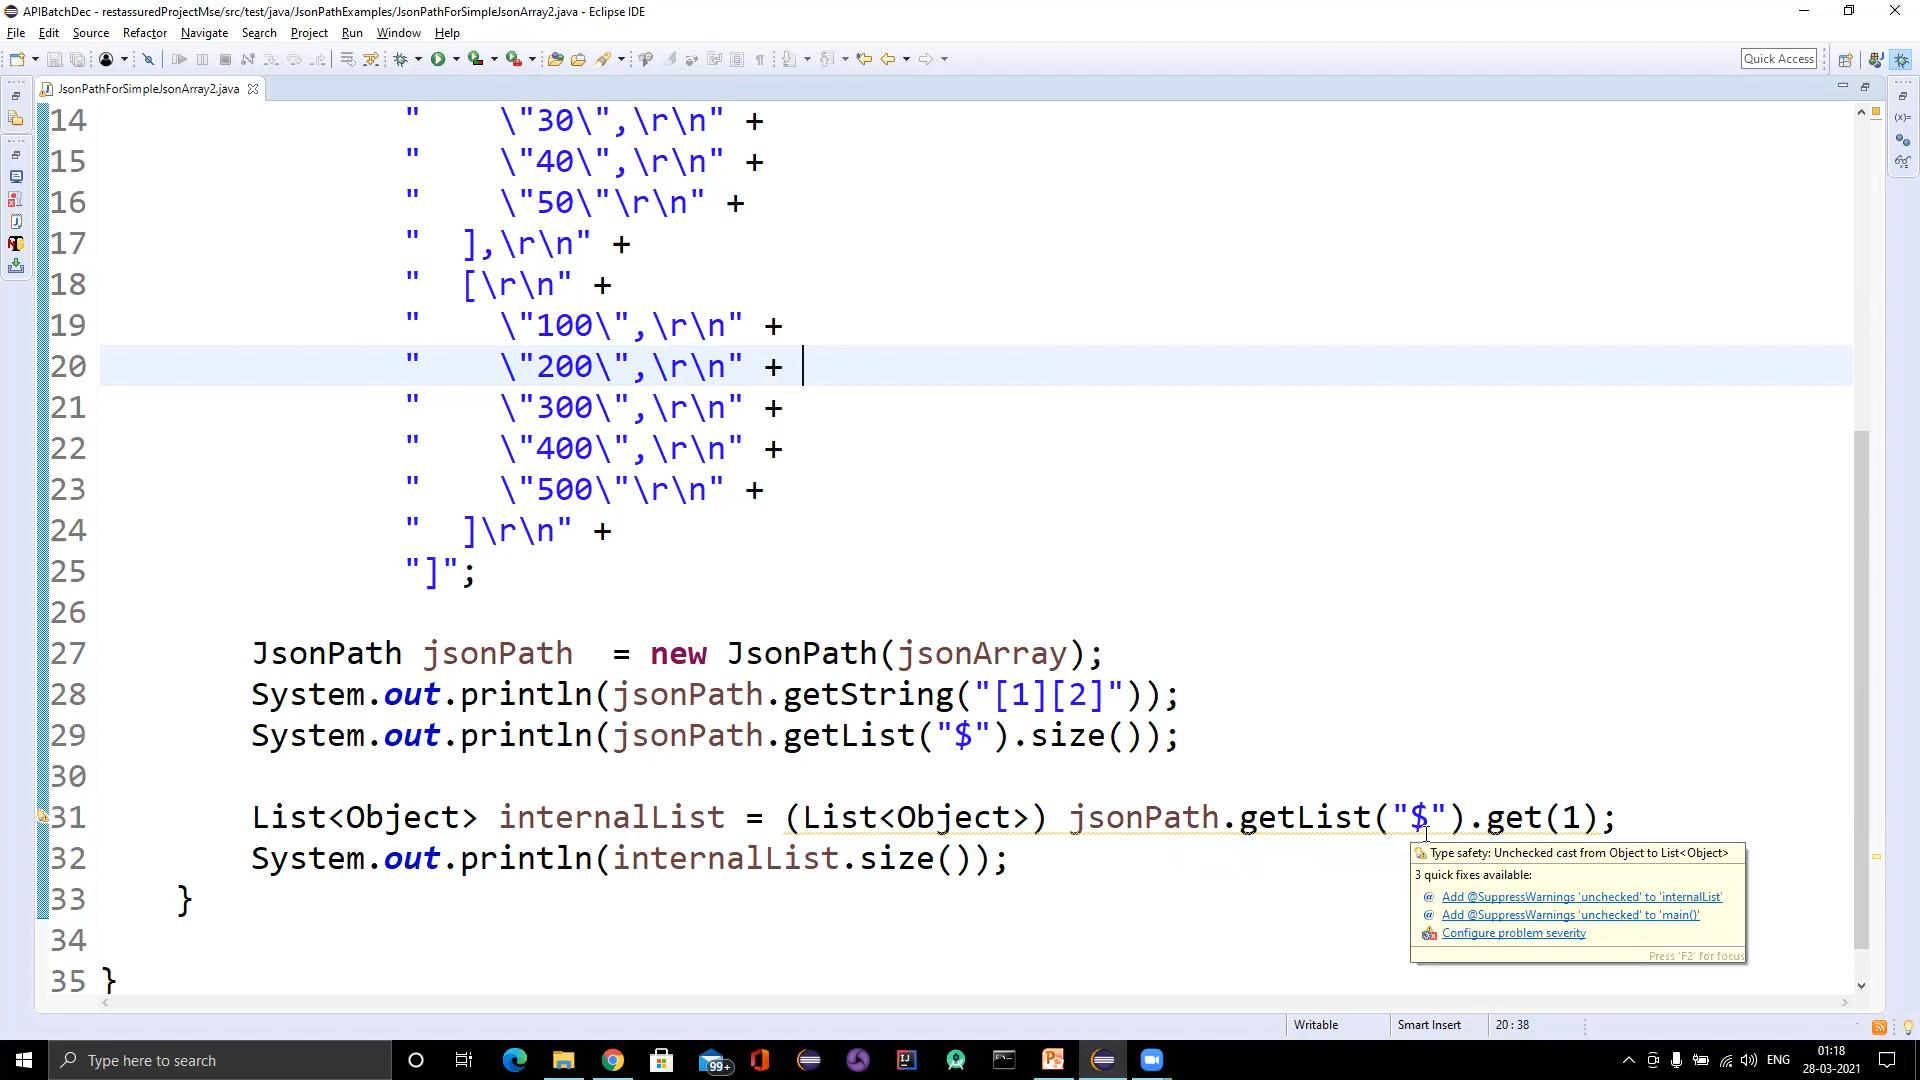 APIBatchDec - restassuredProjectMse/src/test/java/JsonPathExamples/JsonPathForSimpleJsonArray2.java - Eclipse IDE
File Edit Source Refactor Navigate Search Project Run Window Help
Quick Access
JsonPathForSimpleJsonArray2.java
14 "    \"30\",\r\n" +
15 "    \"40\",\r\n" +
16 "    \"50\"\r\n" +
17 "  ],\r\n" +
18 "  [\r\n" +
19 "    \"100\",\r\n" +
20 "    \"200\",\r\n" +
21 "    \"300\",\r\n" +
22 "    \"400\",\r\n" +
23 "    \"500\"\r\n" +
24 "  ]\r\n" +
25 "]";
26
27 JsonPath jsonPath  = new JsonPath(jsonArray);
28 System.out.println(jsonPath.getString("[1][2]"));
29 System.out.println(jsonPath.getList("$").size());
30
31 List<Object> internalList = (List<Object>) jsonPath.getList("$").get(1);
32 System.out.println(internalList.size());
33 }
34
35 }
Type safety: Unchecked cast from Object to List<Object>
3 quick fixes available:
@ Add @SuppressWarnings 'unchecked' to 'internalList'
@ Add @SuppressWarnings 'unchecked' to 'main()'
Configure problem severity
Press 'F2' for focus
Writable Smart Insert 20 : 38
Type here to search
99+
ENG
01:18
28-03-2021